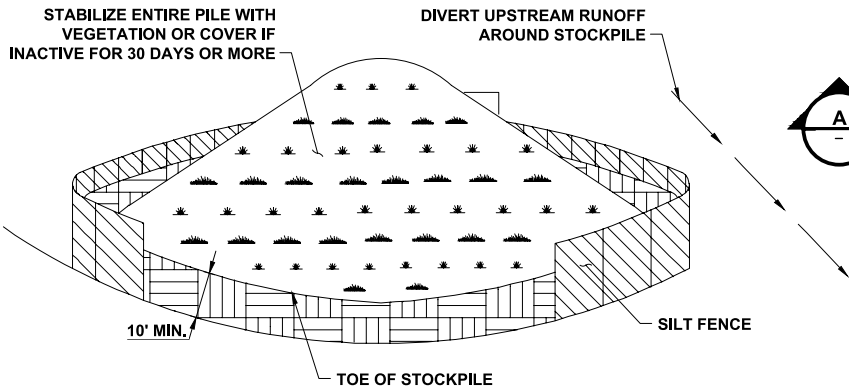 STABILIZE ENTIRE PILE WITH
VEGETATION OR COVER IF
INACTIVE FOR 30 DAYS OR MORE
DIVERT UPSTREAM RUNOFF
AROUND STOCKPILE
A
-
10' MIN.
SILT FENCE
TOE OF STOCKPILE